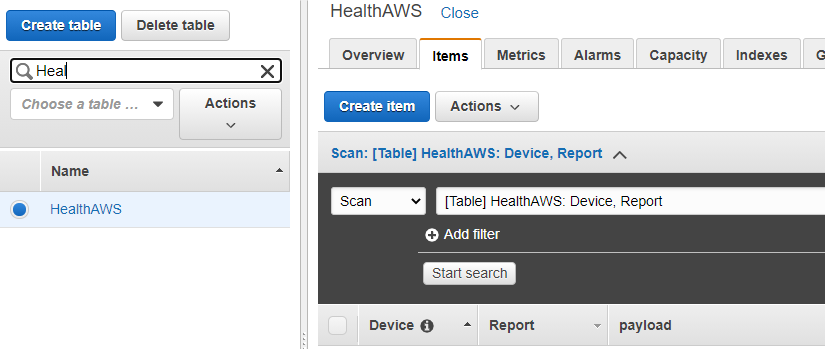 Create table Delete table
Heal
Choose a table ... Actions
Name
HealthAWS
HealthAWS Close
Overview Items Metrics Alarms Capacity Indexes G
Create item Actions
Scan: [Table] HealthAWS: Device, Report
Scan [Table] HealthAWS: Device, Report
Add filter
Start search
Device Report payload